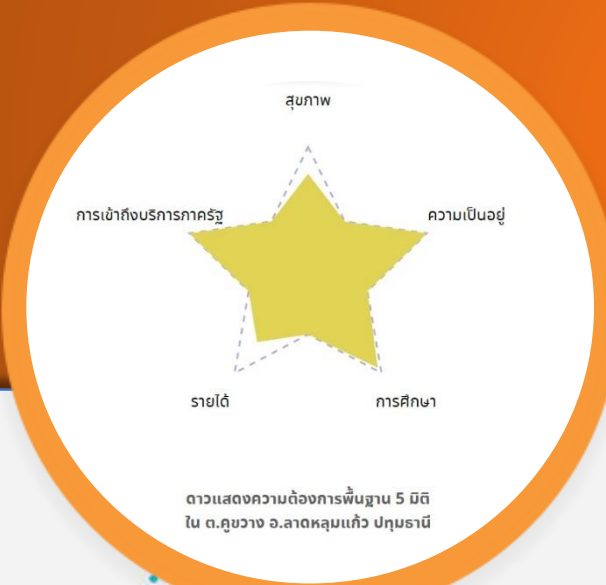 สุขภาพ
การเข้าถึงบริการภาครัฐ
ความเป็นอยู่
รายได้
การศึกษา
ดาวแสดงความต้องการพื้นฐาน 5 มิติ
ใน ต.คูขวาง อ.ลาดหลุมแก้ว ปทุมธานี